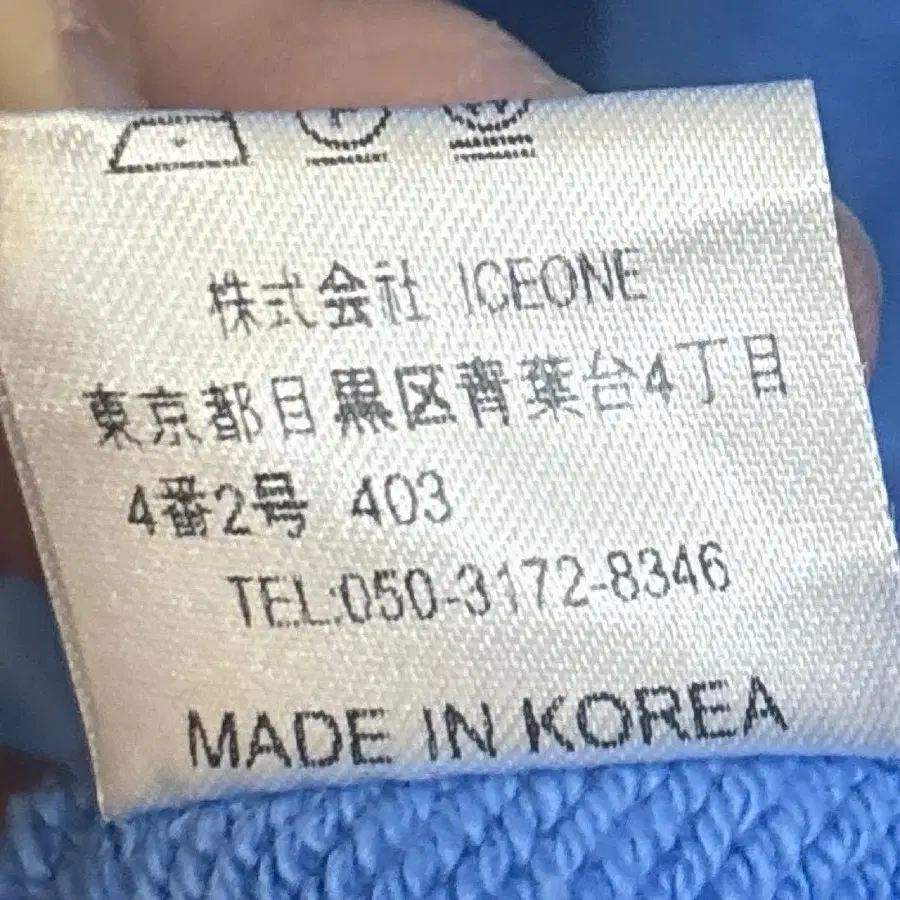 株式会社 ICEONE
東京都目黒区青葉台4丁目
4番2号 403
TEL:050-3172-8346
MADE IN KOREA